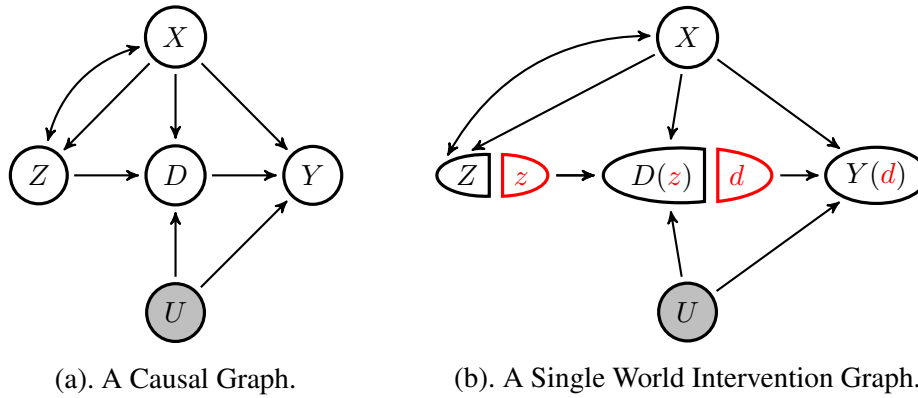 X
X
Z
D
Y
Z
z
D(z)
d
Y(d)
U
U
(a). A Causal Graph.
(b). A Single World Intervention Graph.